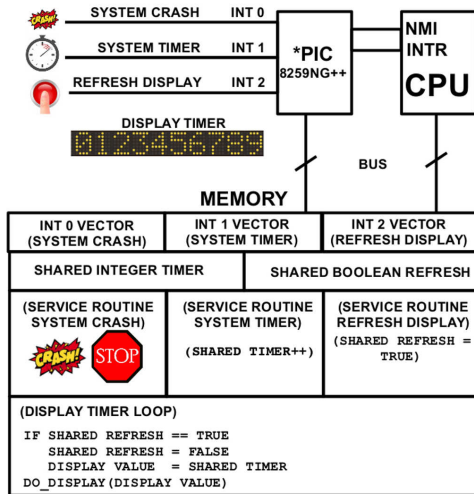 SYSTEM CRASH INT 0
SYSTEM TIMER INT 1
REFRESH DISPLAY INT 2
*PIC
8259NG++
NMI
INTR
CPU
DISPLAY TIMER
0123456789
BUS
MEMORY
INT 0 VECTOR
(SYSTEM CRASH)
INT 1 VECTOR
(SYSTEM TIMER)
INT 2 VECTOR
(REFRESH DISPLAY)
SHARED INTEGER TIMER
SHARED BOOLEAN REFRESH
(SERVICE ROUTINE
SYSTEM CRASH)
CRASH!
STOP
(SERVICE ROUTINE
SYSTEM TIMER)
(SHARED TIMER++)
(SERVICE ROUTINE
REFRESH DISPLAY)
(SHARED REFRESH =
TRUE)
(DISPLAY TIMER LOOP)
IF SHARED REFRESH == TRUE
SHARED REFRESH = FALSE
DISPLAY VALUE = SHARED TIMER
DO_DISPLAY(DISPLAY VALUE)